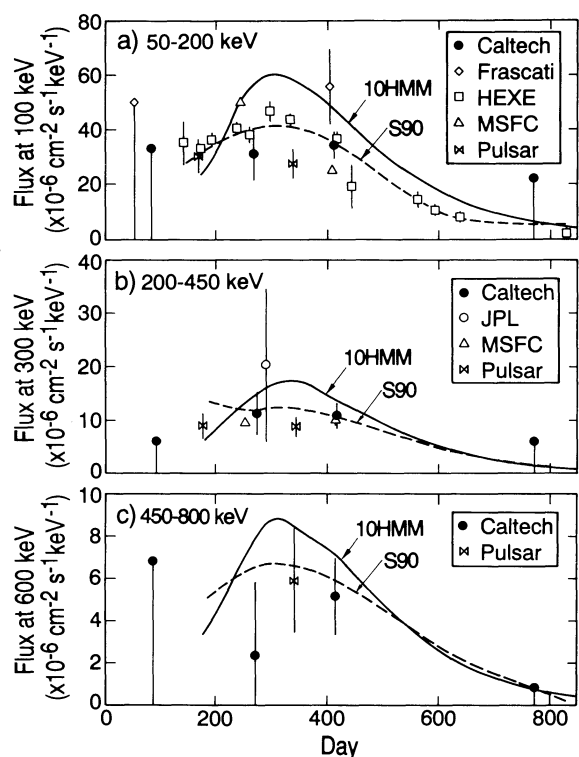 80
60
40
20
0
Flux at 100 keV
(x10-6 cm-2 s-1 keV-1)
a) 50-200 keV
10HMM
S90
Caltech
Frascati
HEXE
MSFC
Pulsar
40
30
20
10
0
Flux at 300 keV
(x10-6 cm-2 s-1 keV-1)
b) 200-450 keV
10HMM
S90
Caltech
JPL
MSFC
Pulsar
10
8
6
4
2
0
Flux at 600 keV
(x10-6 cm-2 s-1 keV-1)
c) 450-800 keV
10HMM
S90
Caltech
Pulsar
0 200 400 600 800
Day